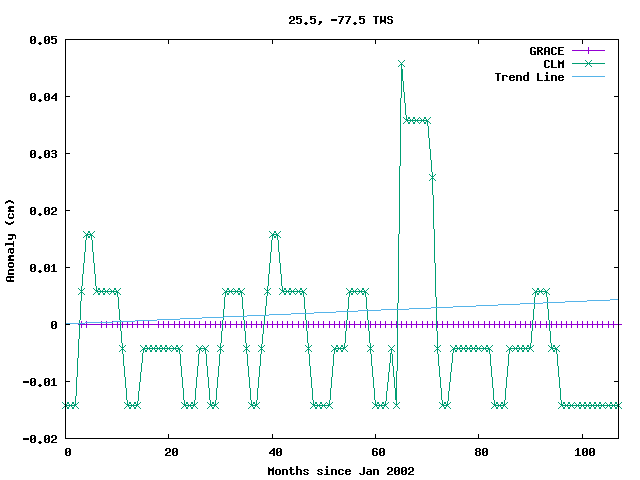 25.5, -77.5 TWS
0.05
0.04
0.03
0.02
0.01
0
-0.01
-0.02
Anomaly (cm)
GRACE
CLM
Trend Line
0 20 40 60 80 100
Months since Jan 2002